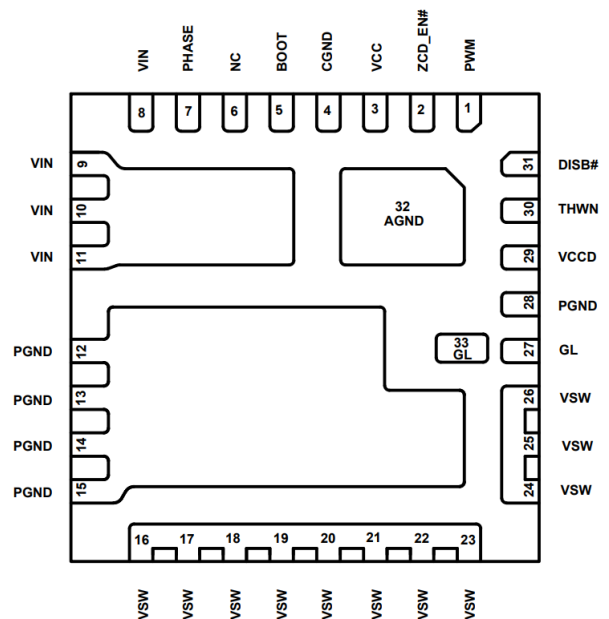 VIN
PHASE
NC
BOOT
CGND
VCC
ZCD_EN#
PWM
8
7
6
5
4
3
2
1
VIN 9
VIN 10
VIN 11
32
AGND
31 DISB#
30 THWN
29 VCCD
28 PGND
27 GL
33
GL
PGND 12
PGND 13
PGND 14
PGND 15
26 VSW
25 VSW
24 VSW
16 17 18 19 20 21 22 23
VSW
VSW
VSW
VSW
VSW
VSW
VSW
VSW